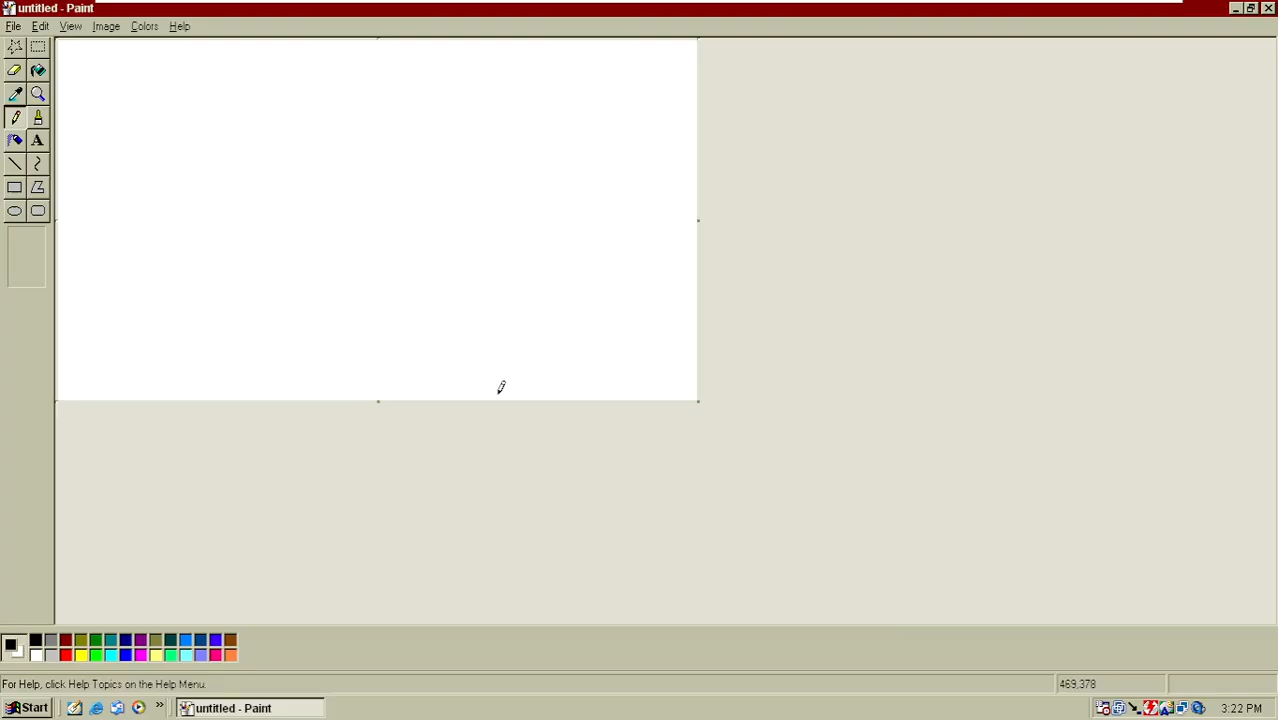 untitled - Paint
File Edit View Image Colors Help
A
For Help, click Help Topics on the Help Menu.
469,378
Start
»
untitled - Paint
3:22 PM